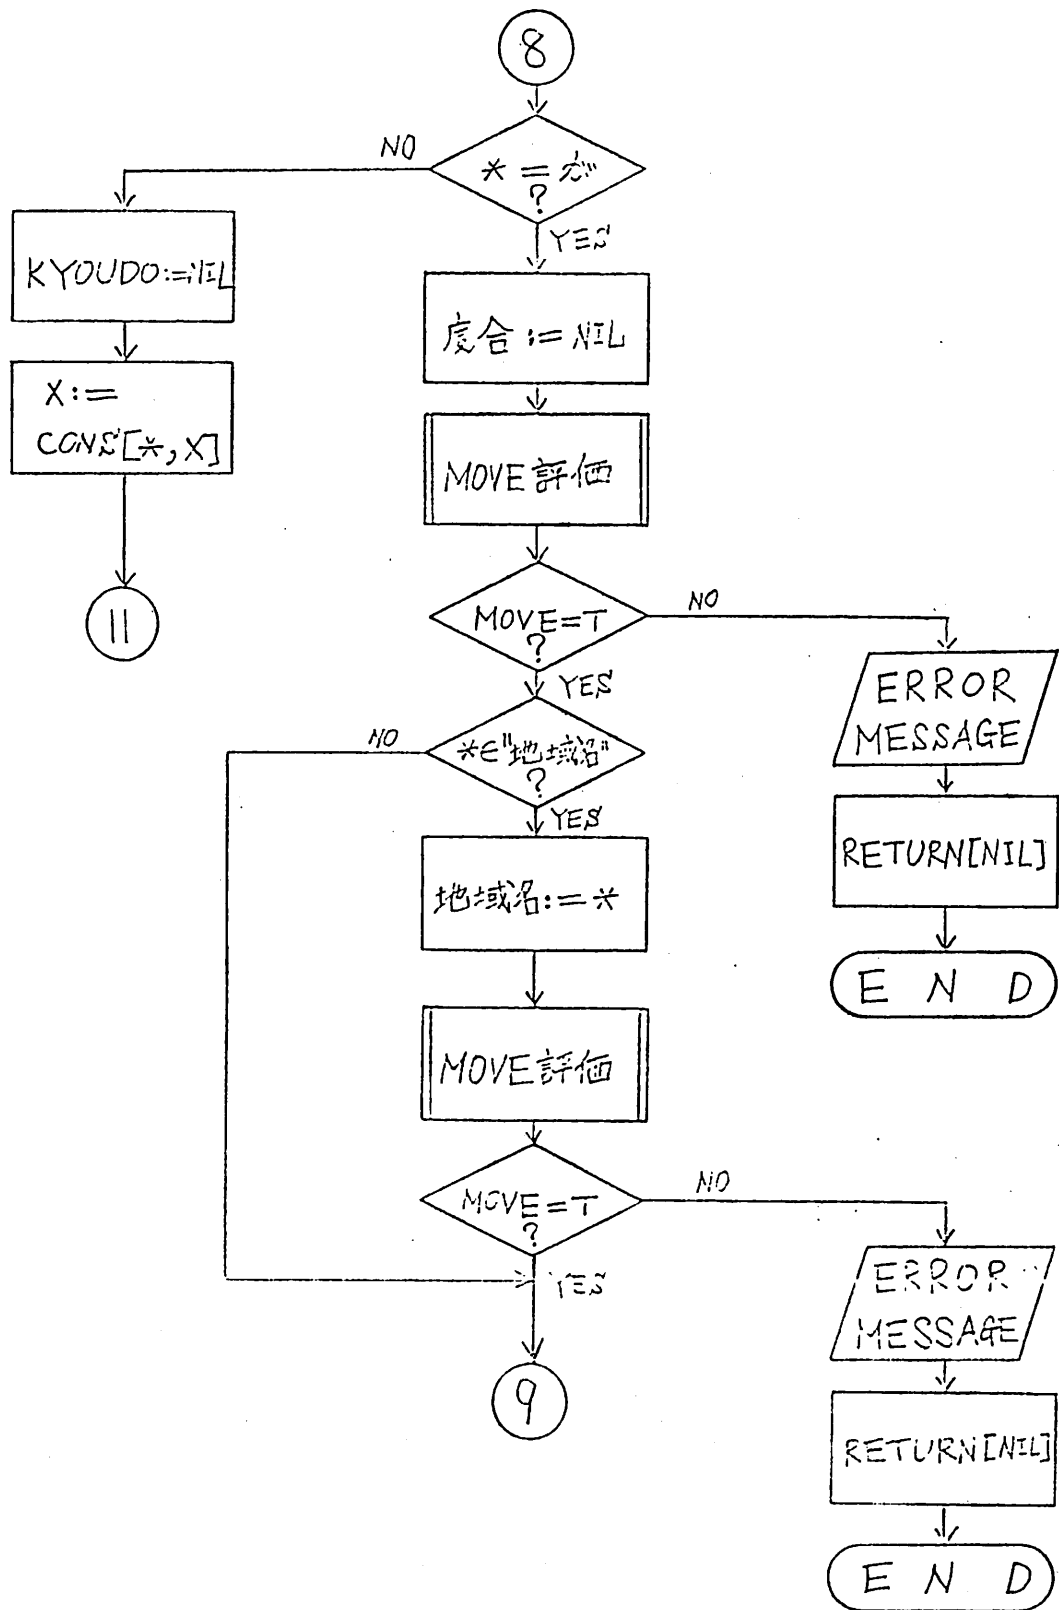 8
* = が
?
NO
YES
KYOUDO:=NIL
度合:=NIL
X:=
CONS[*,X]
MOVE評価
11
MOVE=T
?
NO
YES
ERROR
MESSAGE
*∈"地域名"
?
NO
YES
RETURN[NIL]
地域名:=*
END
MOVE評価
MOVE=T
?
NO
YES
ERROR
MESSAGE
9
RETURN[NIL]
END